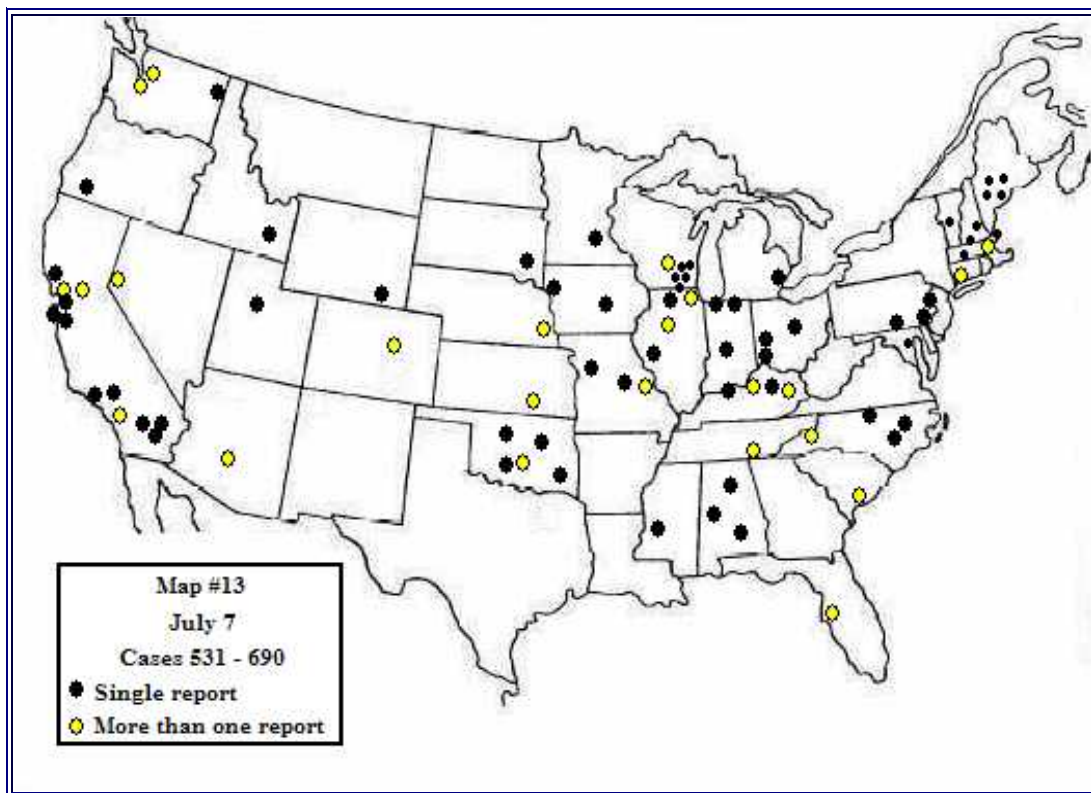 Map #13
July 7
Cases 531 - 690
Single report
More than one report